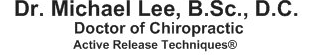 Dr. Michael Lee, B.Sc., D.C.
Doctor of Chiropractic
Active Release Techniques®